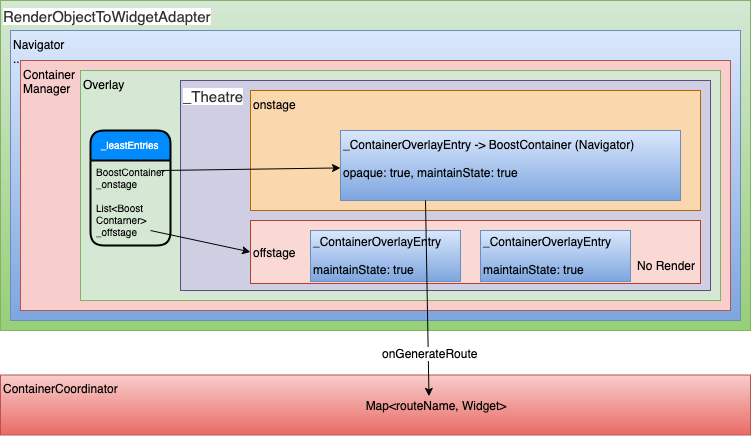 RenderObjectToWidgetAdapter
Navigator
..
Container
Manager
Overlay
_Theatre
onstage
_leastEntries
BoostContainer
_onstage
List<Boost
Contarner>
_offstage
_ContainerOverlayEntry -> BoostContainer (Navigator)
opaque: true, maintainState: true
offstage
_ContainerOverlayEntry
maintainState: true
_ContainerOverlayEntry
maintainState: true
No Render
onGenerateRoute
ContainerCoordinator
Map<routeName, Widget>